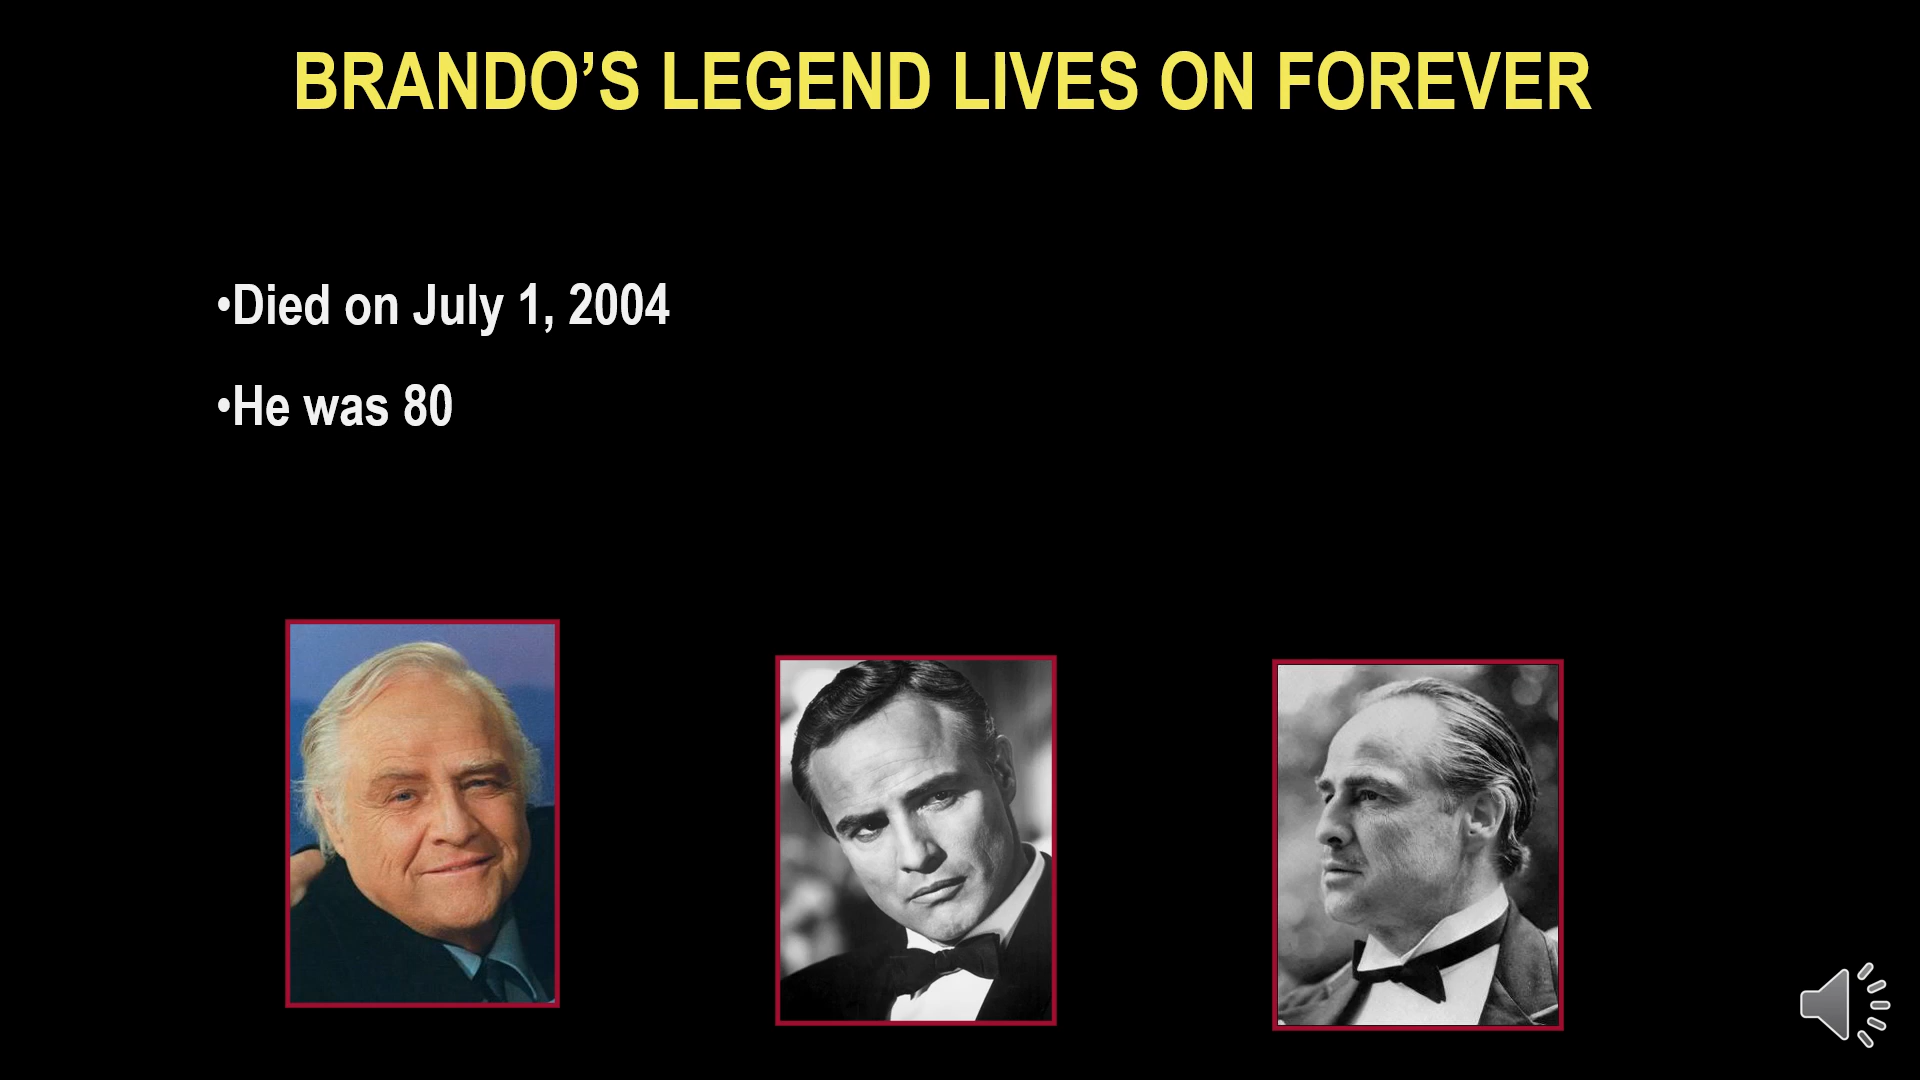 BRANDO’S LEGEND LIVES ON FOREVER
•Died on July 1, 2004
•He was 80